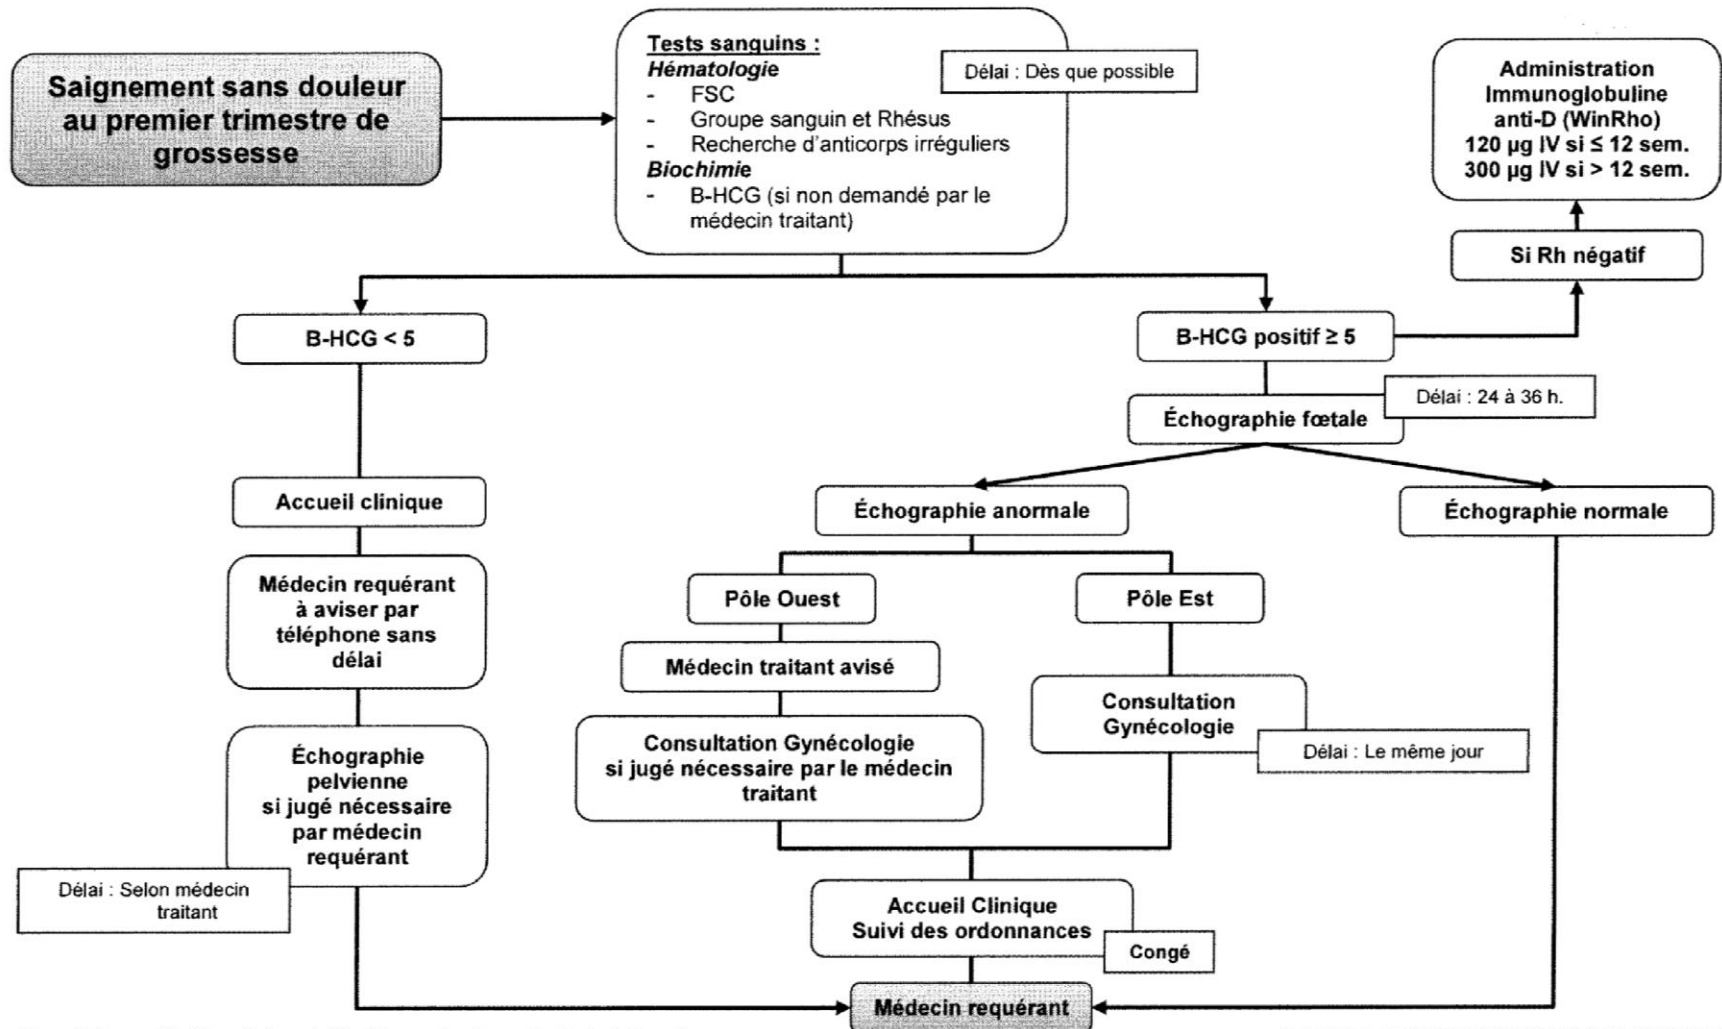 Saignement sans douleur
au premier trimestre de
grossesse
Tests sanguins :
Hématologie
- FSC
- Groupe sanguin et Rhésus
- Recherche d'anticorps irréguliers
Biochimie
- B-HCG (si non demandé par le
médecin traitant)
Délai : Dès que possible
Administration
Immunoglobuline
anti-D (WinRho)
120 µg IV si ≤ 12 sem.
300 µg IV si > 12 sem.
Si Rh négatif
B-HCG < 5
B-HCG positif ≥ 5
Délai : 24 à 36 h.
Échographie fœtale
Accueil clinique
Échographie anormale
Échographie normale
Médecin requérant
à aviser par
téléphone sans
délai
Pôle Ouest
Pôle Est
Médecin traitant avisé
Consultation Gynécologie
si jugé nécessaire par le médecin
traitant
Consultation
Gynécologie
Délai : Le même jour
Échographie
pelvienne
si jugé nécessaire
par médecin
requérant
Délai : Selon médecin
traitant
Accueil Clinique
Suivi des ordonnances
Congé
Médecin requérant